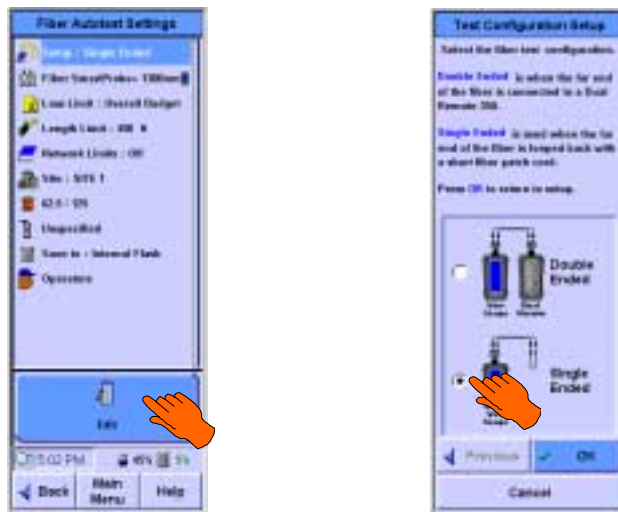 Fiber Autotest Settings
Setup : Single Ended
Fiber SmartProbe+
Loss Limit : Overall Budget
Length Limit :
Network Limits : Off
Site : SITE 1
62.5 / 125
Unspecified
Save to : Internal Flash
Operators
Edit
5:02 PM 45%
Back
Main
Menu
Help
Test Configuration Setup
Select the fiber test configuration.
Double Ended is when the far end
of the fiber is connected to a Dual
Remote
Single Ended is used when the far
end of the fiber is looped back with
a short fiber patch cord.
Press OK to return to setup.
Double
Ended
Single
Ended
Previous
OK
Cancel